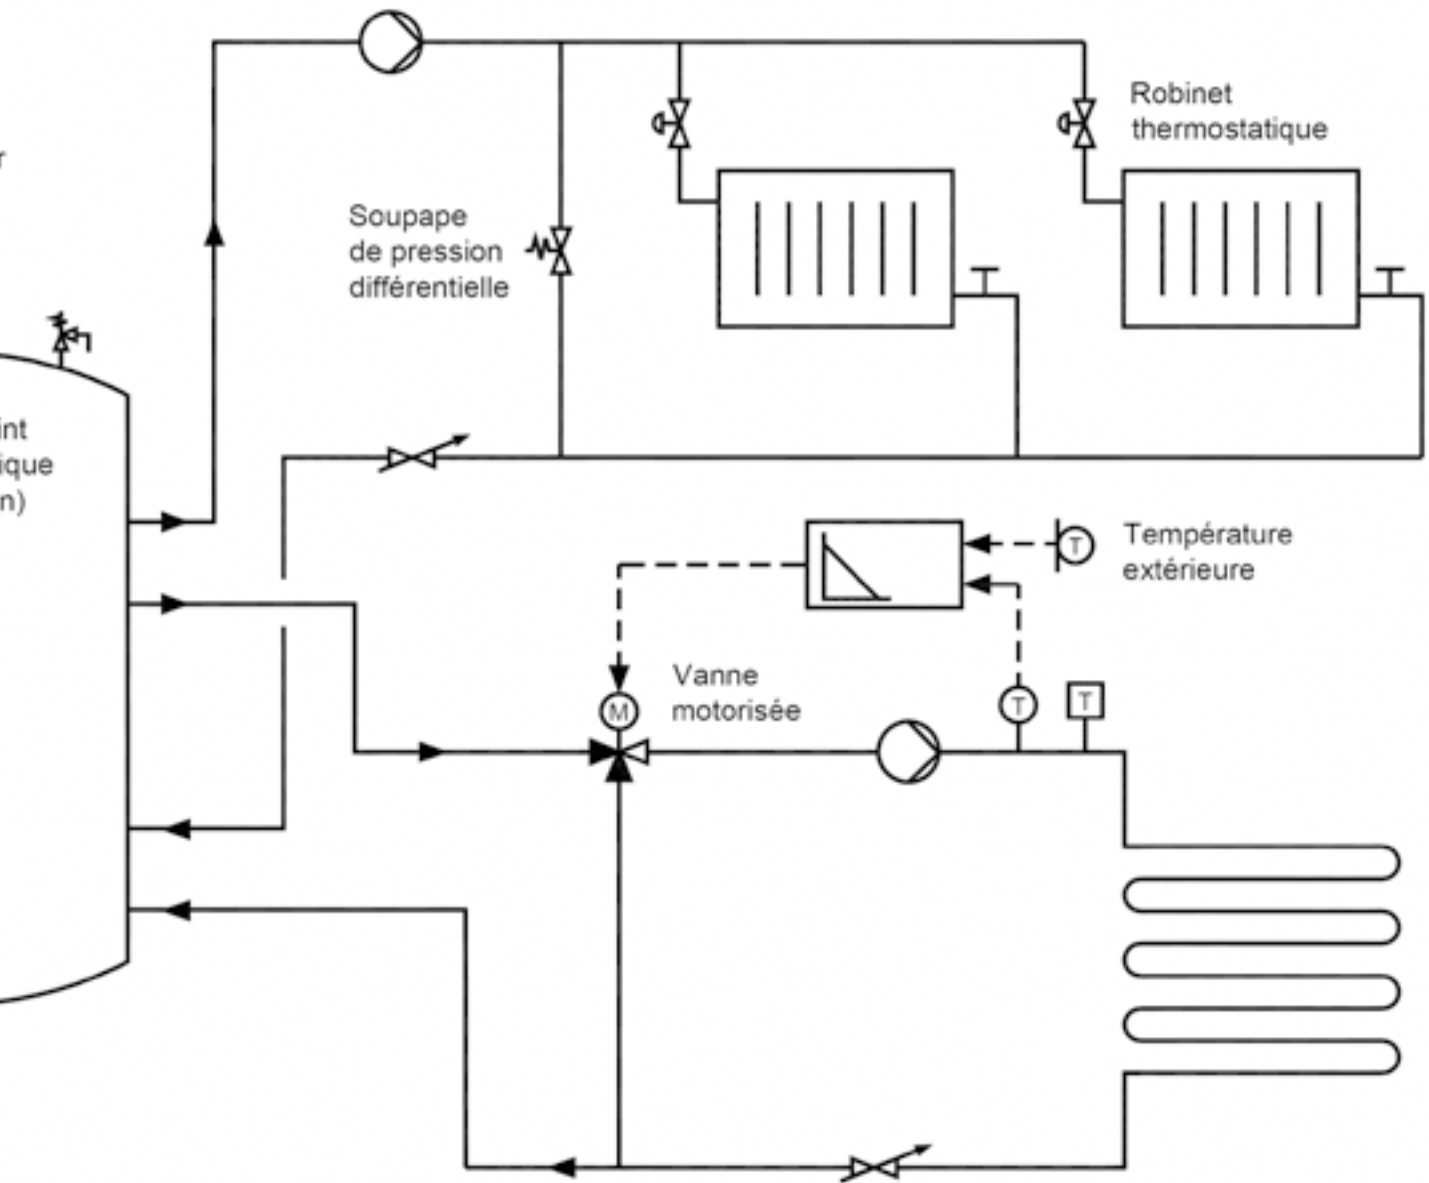 Robinet
thermostatique
r
Soupape
de pression
différentielle
int
ique
n)
Température
extérieure
T
Vanne
motorisée
M
T
T